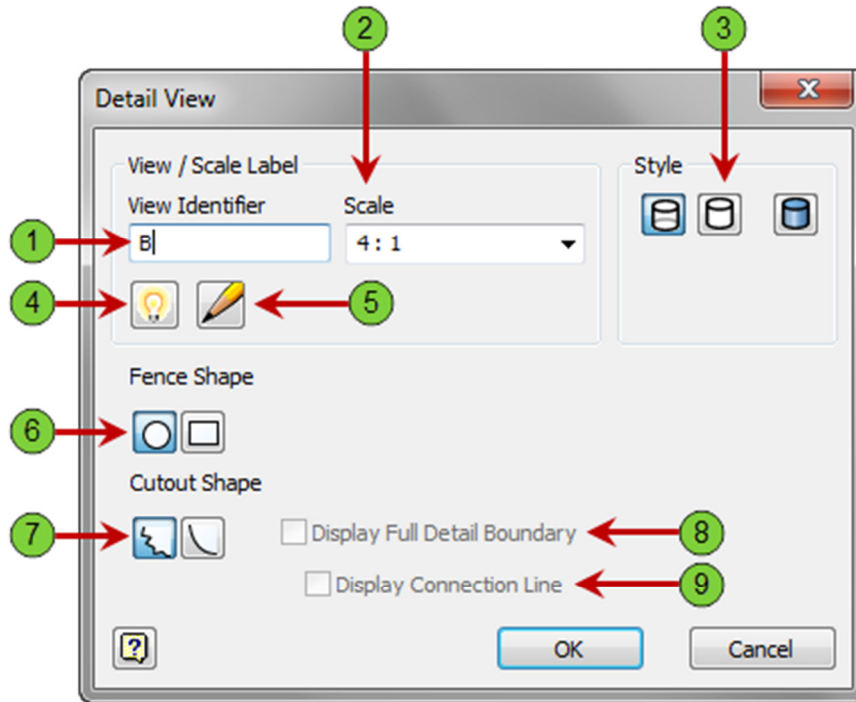 2
3
Detail View
View / Scale Label
Style
View Identifier
Scale
1
B
4 : 1
4
5
Fence Shape
6
Cutout Shape
7
Display Full Detail Boundary
8
Display Connection Line
9
?
OK
Cancel